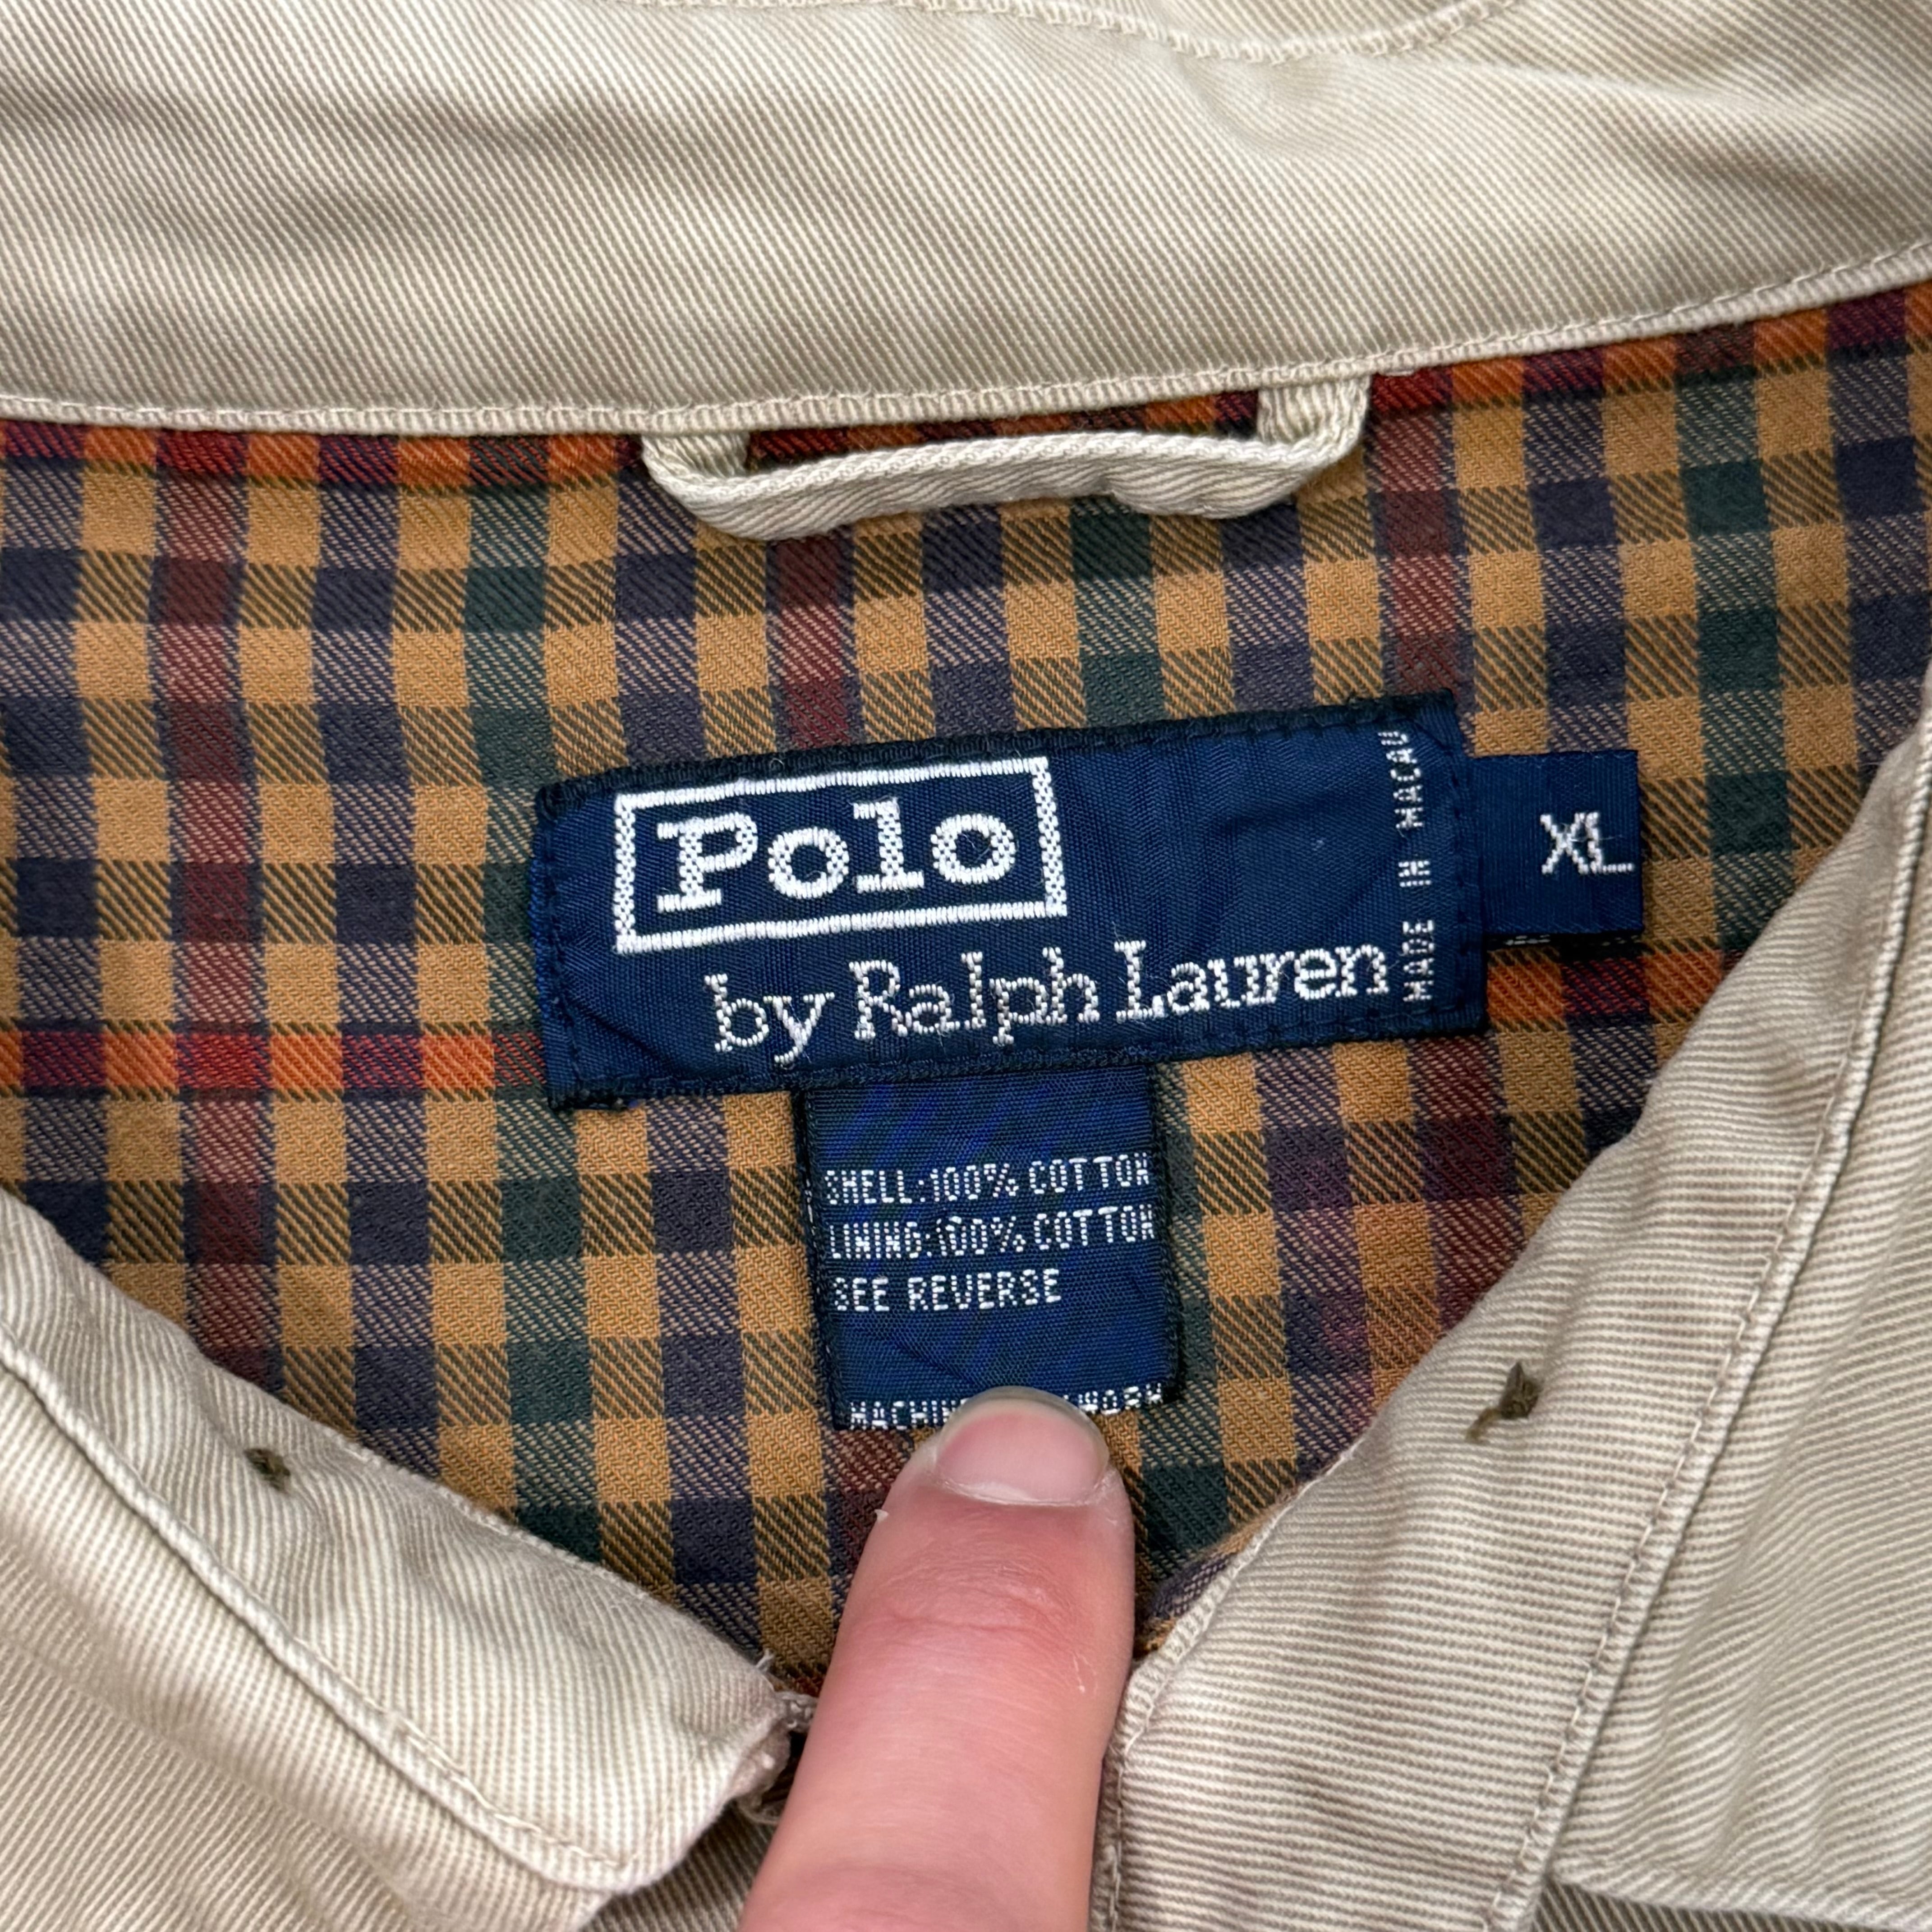 Polo
by Ralph Lauren
MADE IN MACAU
XL
SHELL:100% COTTON
LINING:100% COTTON
SEE REVERSE